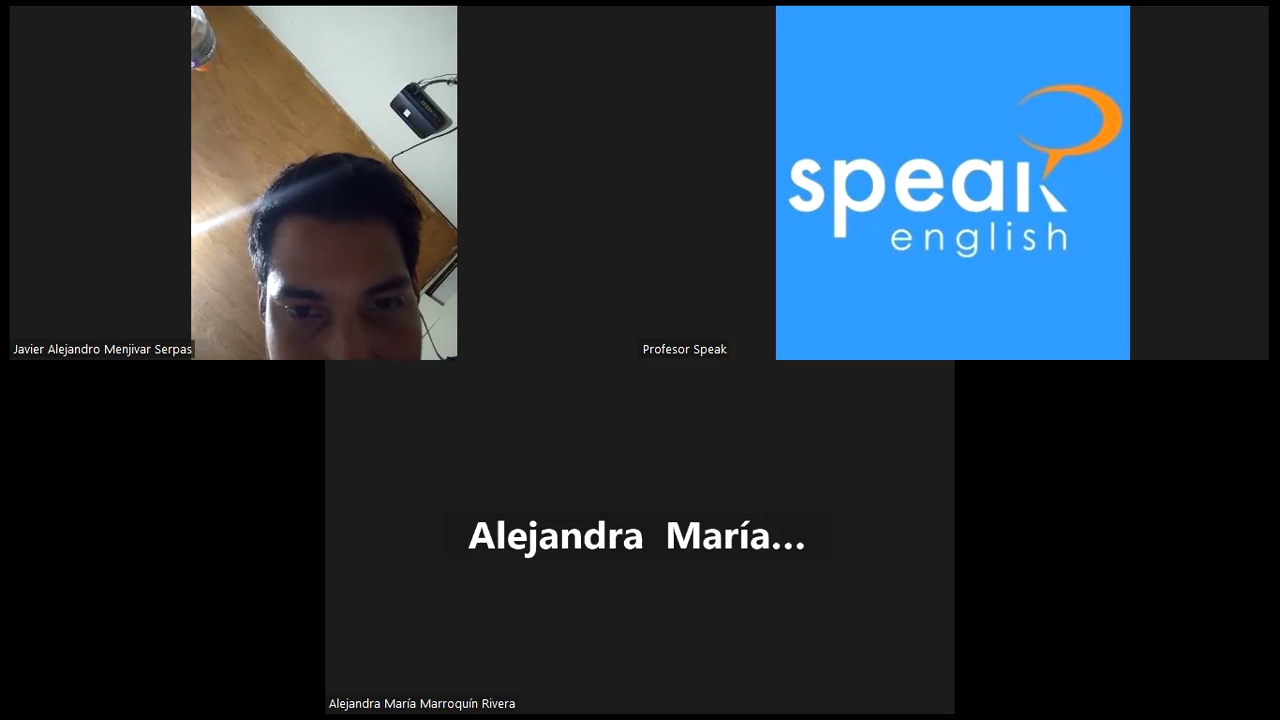 speak
english
Javier Alejandro Menjivar Serpas
Profesor Speak
Alejandra María...
Alejandra María Marroquín Rivera